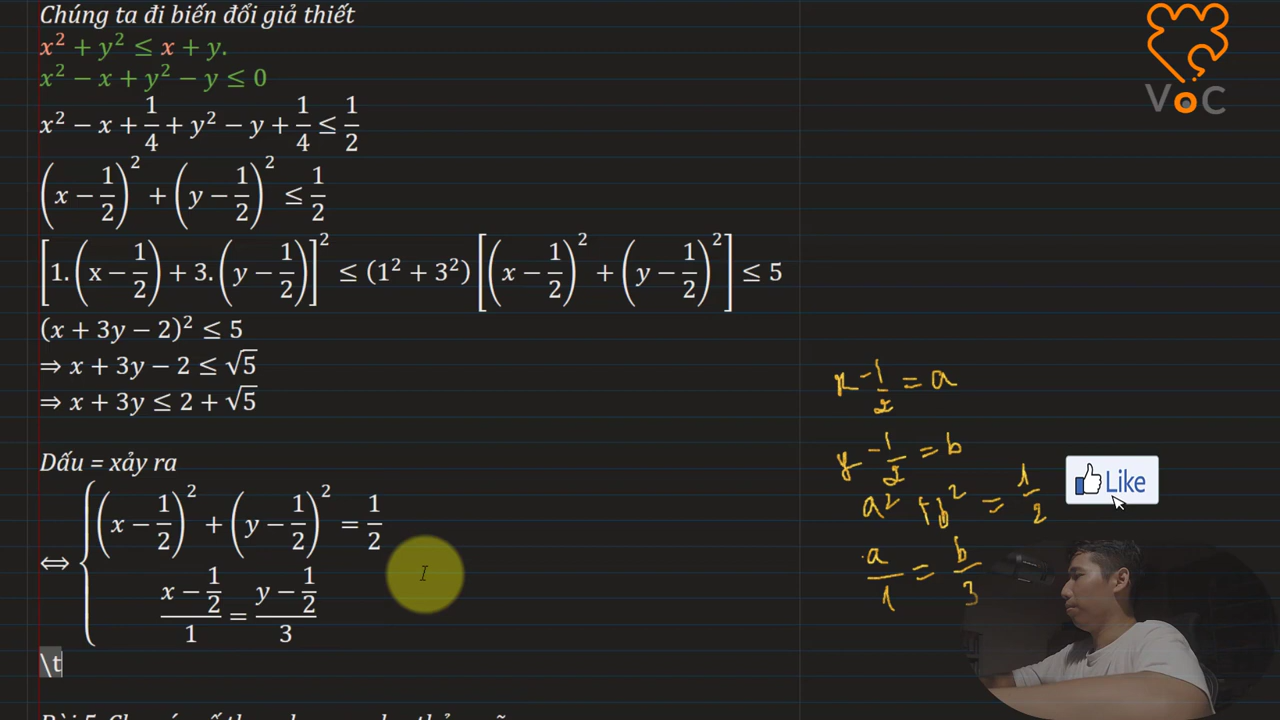 Chúng ta đi biến đổi giả thiết
x² + y² ≤ x + y.
x² − x + y² − y ≤ 0
x² − x + 1/4 + y² − y + 1/4 ≤ 1/2
(x − 1/2)² + (y − 1/2)² ≤ 1/2
[1.(x − 1/2) + 3.(y − 1/2)]² ≤ (1² + 3²)[(x − 1/2)² + (y − 1/2)²] ≤ 5
(x + 3y − 2)² ≤ 5
⇒ x + 3y − 2 ≤ √5
⇒ x + 3y ≤ 2 + √5
Dấu = xảy ra
⇔ { (x − 1/2)² + (y − 1/2)² = 1/2
(x − 1/2)/1 = (y − 1/2)/3
\t
x − 1/2 = a
y − 1/2 = b
a² + b² = 1/2
a/1 = b/3
Like
VOC